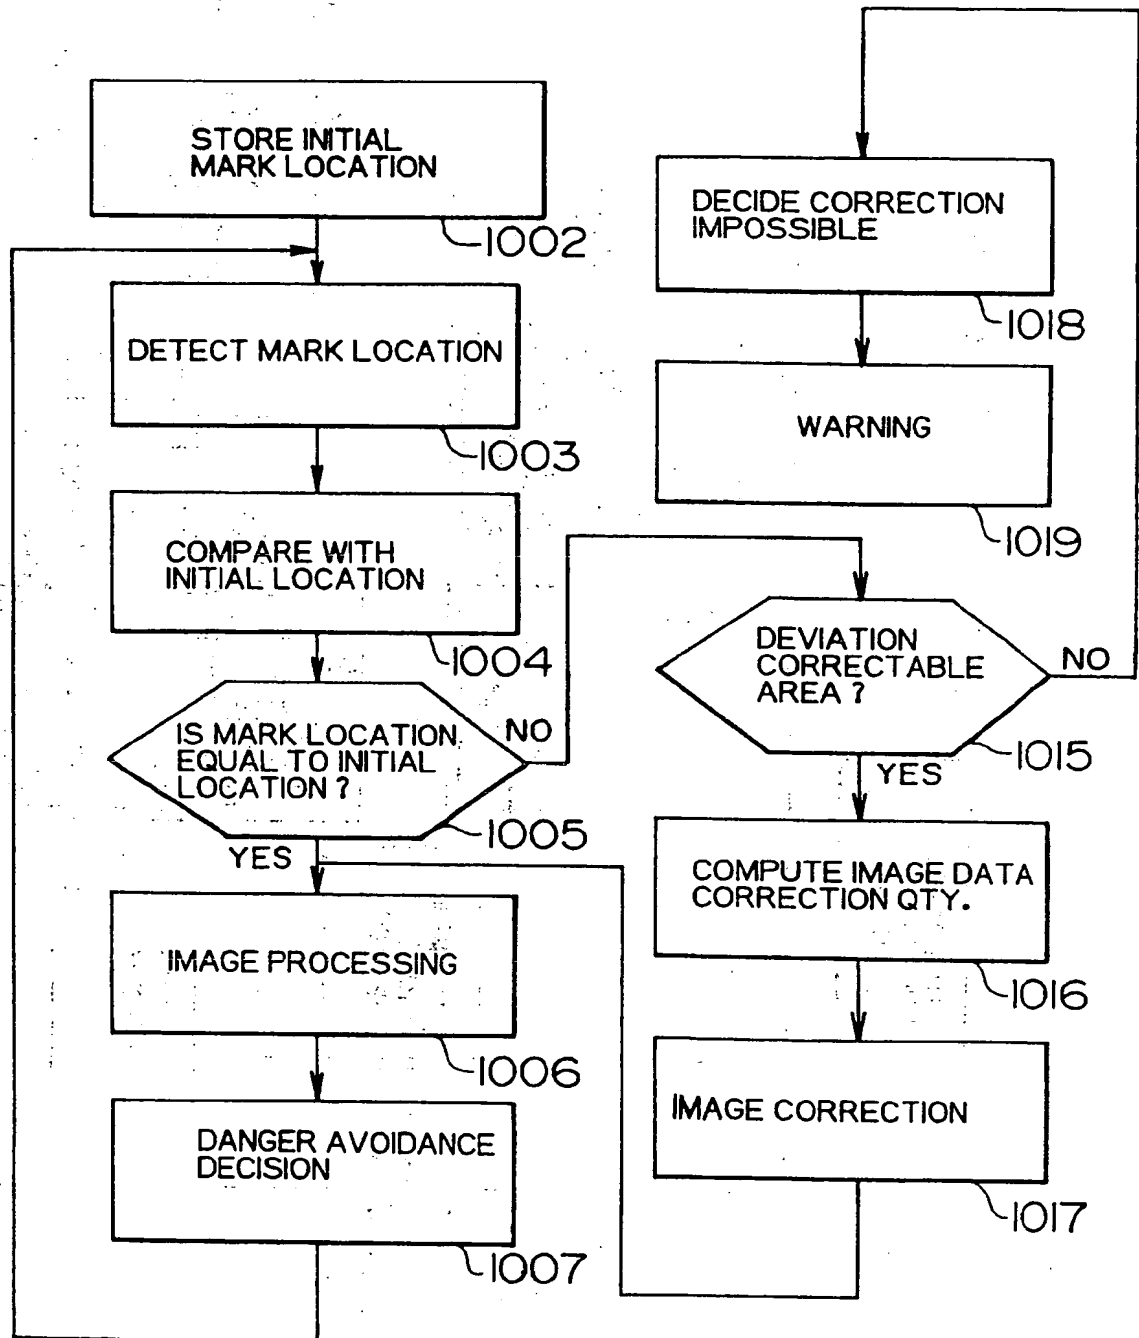 STORE INITIAL
MARK LOCATION
1002
DETECT MARK LOCATION
1003
COMPARE WITH
INITIAL LOCATION
1004
IS MARK LOCATION
EQUAL TO INITIAL
LOCATION ?
NO
1005
YES
IMAGE PROCESSING
1006
DANGER AVOIDANCE
DECISION
1007
DECIDE CORRECTION
IMPOSSIBLE
1018
WARNING
1019
DEVIATION
CORRECTABLE
AREA ?
NO
1015
YES
COMPUTE IMAGE DATA
CORRECTION QTY.
1016
IMAGE CORRECTION
1017